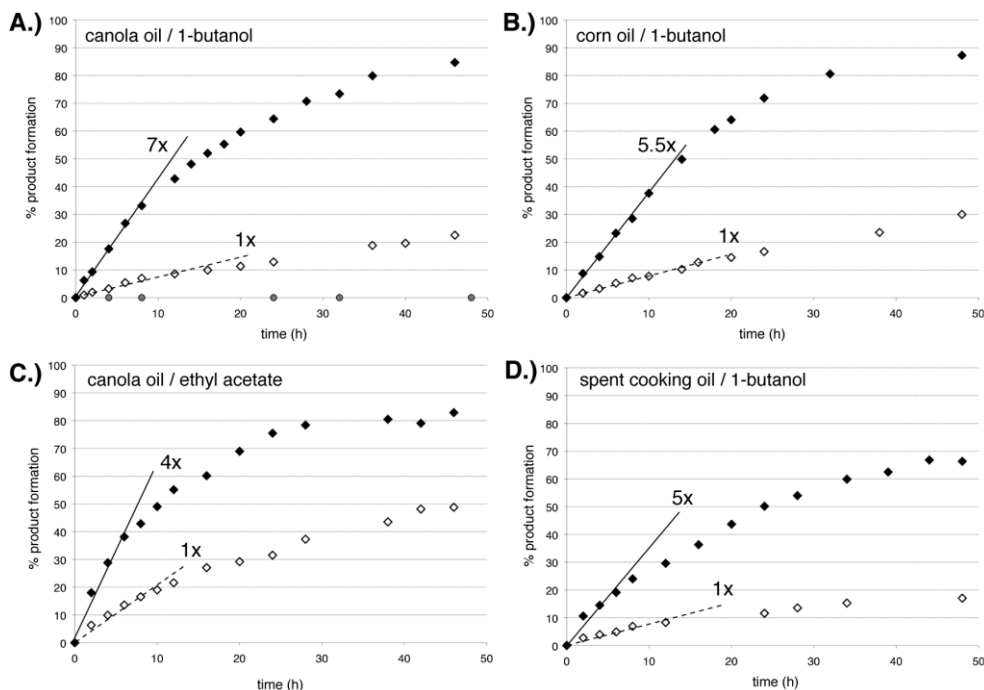 A.)
canola oil / 1-butanol
100
90
80
70
60
50
40
30
20
10
0
% product formation
7x
1x
0 10 20 30 40 50
time (h)
B.)
corn oil / 1-butanol
100
90
80
70
60
50
40
30
20
10
0
% product formation
5.5x
1x
0 10 20 30 40 50
time (h)
C.)
canola oil / ethyl acetate
100
90
80
70
60
50
40
30
20
10
0
% product formation
4x
1x
0 10 20 30 40 50
time (h)
D.)
spent cooking oil / 1-butanol
100
90
80
70
60
50
40
30
20
10
0
% product formation
5x
1x
0 10 20 30 40 50
time (h)